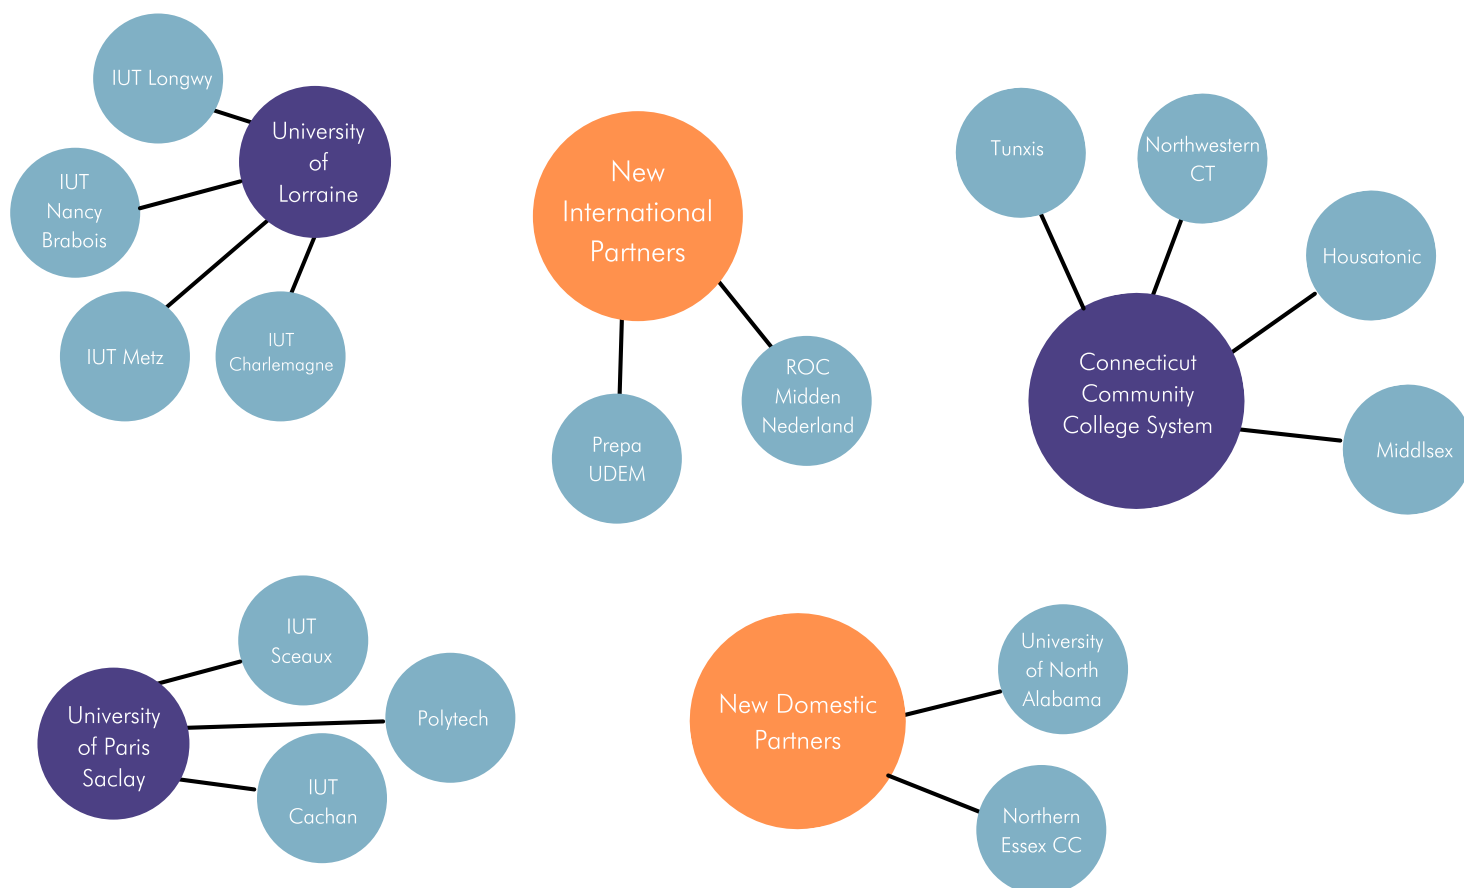 IUT Longwy
University
of
Lorraine
IUT
Nancy
Brabois
IUT Metz
IUT
Charlemagne
New
International
Partners
Prepa
UDEM
ROC
Midden
Nederland
Tunxis
Northwestern
CT
Housatonic
Connecticut
Community
College System
Middlsex
IUT
Sceaux
University
of Paris
Saclay
Polytech
IUT
Cachan
New Domestic
Partners
University
of North
Alabama
Northern
Essex CC